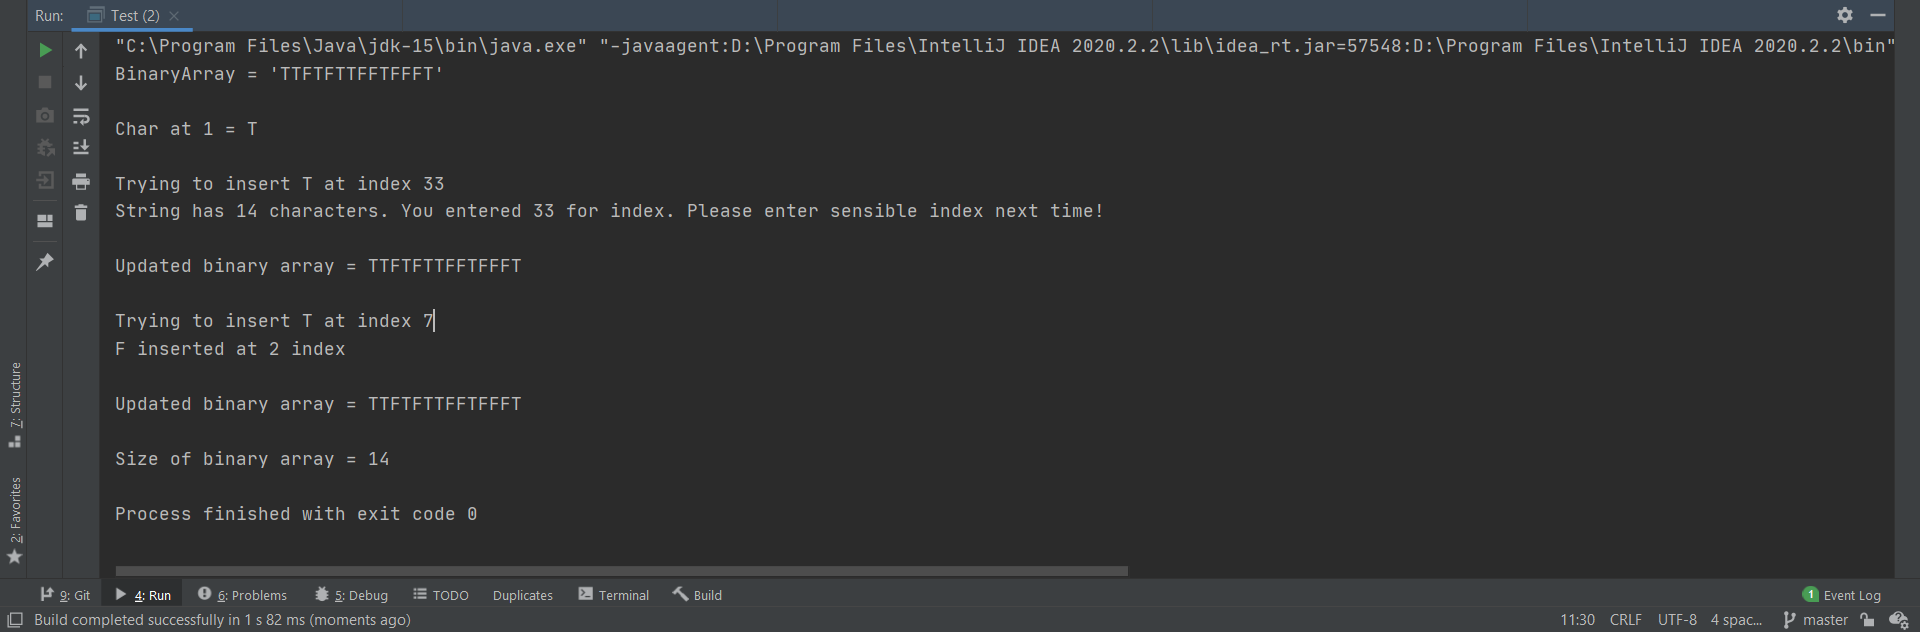 Run: Test (2)
"C:\Program Files\Java\jdk-15\bin\java.exe" "-javaagent:D:\Program Files\IntelliJ IDEA 2020.2.2\lib\idea_rt.jar=57548:D:\Program Files\IntelliJ IDEA 2020.2.2\bin"
BinaryArray = 'TTFTFTTFFTFFFT'
Char at 1 = T
Trying to insert T at index 33
String has 14 characters. You entered 33 for index. Please enter sensible index next time!
Updated binary array = TTFTFTTFFTFFFT
Trying to insert T at index 7
F inserted at 2 index
Updated binary array = TTFTFTTFFTFFFT
Size of binary array = 14
Process finished with exit code 0
7: Structure
2: Favorites
9: Git 4: Run 6: Problems 5: Debug TODO Duplicates Terminal Build 1 Event Log
Build completed successfully in 1 s 82 ms (moments ago) 11:30 CRLF UTF-8 4 spac... master